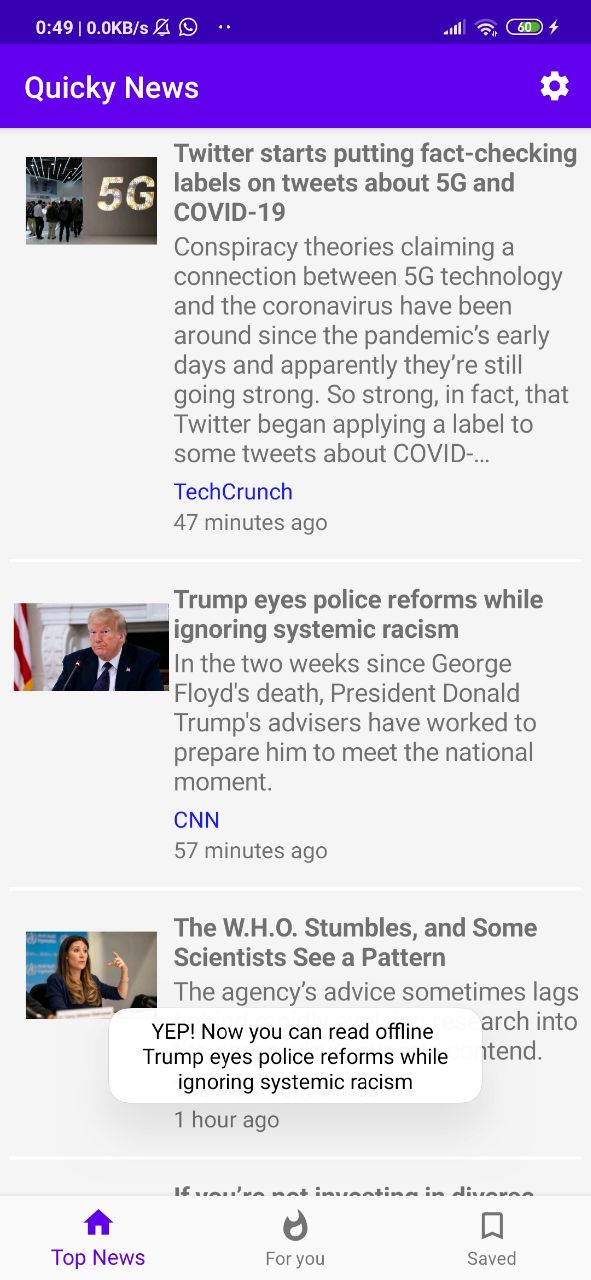 0:49 | 0.0KB/s
60
Quicky News
5G
Twitter starts putting fact-checking
labels on tweets about 5G and
COVID-19
Conspiracy theories claiming a
connection between 5G technology
and the coronavirus have been
around since the pandemic’s early
days and apparently they’re still
going strong. So strong, in fact, that
Twitter began applying a label to
some tweets about COVID-…
TechCrunch
47 minutes ago
Trump eyes police reforms while
ignoring systemic racism
In the two weeks since George
Floyd's death, President Donald
Trump's advisers have worked to
prepare him to meet the national
moment.
CNN
57 minutes ago
The W.H.O. Stumbles, and Some
Scientists See a Pattern
The agency’s advice sometimes lags
behind rapidly evolving research into
contend.
YEP! Now you can read offline
Trump eyes police reforms while
ignoring systemic racism
1 hour ago
If you’re not investing in diverse
Top News
For you
Saved